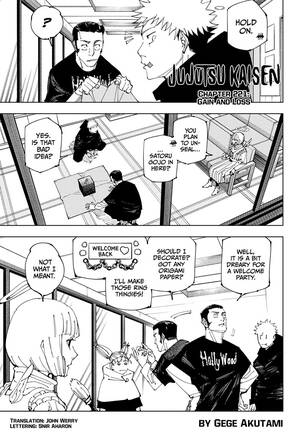 HOLD
ON.
JUJUTSU KAISEN
CHAPTER 221:
GAIN AND LOSS
YOU
PLAN TO
UN-
SEAL...
...
SATORU
GOJO IN
HERE?
YES.
IS THAT
BAD
IDEA?
WELL,
IT IS A BIT
DREARY FOR
A WELCOME
PARTY.
SHOULD I
DECORATE?
GOT ANY
ORIGAMI
PAPER?
I'LL
MAKE THOSE
RING
THINGIES!
WELCOME
BACK
NOT
WHAT I
MEANT.
HollyWood
TRANSLATION: JOHN WERRY
LETTERING: SNIR AHARON
BY GEGE AKUTAMI